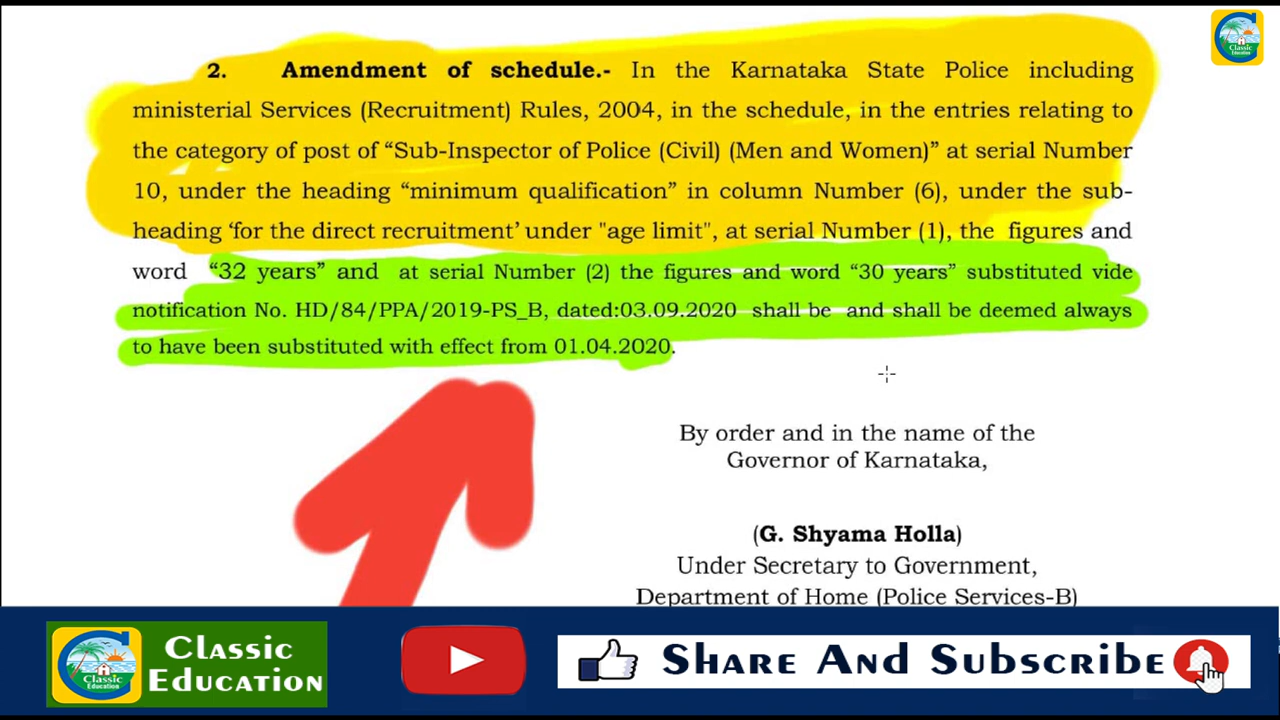 2. Amendment of schedule.- In the Karnataka State Police including
ministerial Services (Recruitment) Rules, 2004, in the schedule, in the entries relating to
the category of post of “Sub-Inspector of Police (Civil) (Men and Women)” at serial Number
10, under the heading “minimum qualification” in column Number (6), under the sub-
heading ‘for the direct recruitment’ under "age limit", at serial Number (1), the figures and
word “32 years” and at serial Number (2) the figures and word “30 years” substituted vide
notification No. HD/84/PPA/2019-PS_B, dated:03.09.2020 shall be and shall be deemed always
to have been substituted with effect from 01.04.2020.
By order and in the name of the
Governor of Karnataka,
(G. Shyama Holla)
Under Secretary to Government,
Department of Home (Police Services-B)
Classic
Education
Classic
Education
Classic
Education
Share And Subscribe